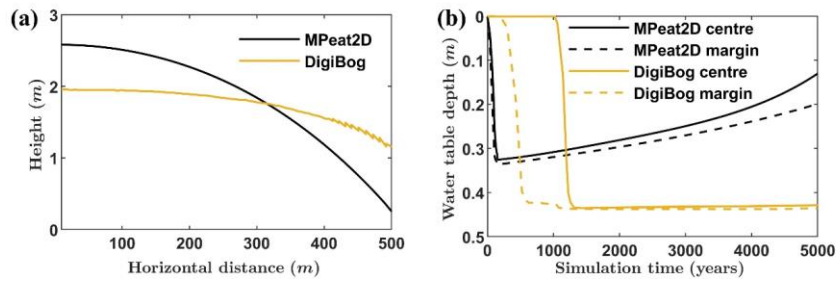 (a)
3
2
1
0
Height (m)
MPeat2D
DigiBog
100
200
300
400
500
Horizontal distance (m)
(b)
0
0.1
0.2
0.3
0.4
0.5
Water table depth (m)
MPeat2D centre
MPeat2D margin
DigiBog centre
DigiBog margin
0
1000
2000
3000
4000
5000
Simulation time (years)